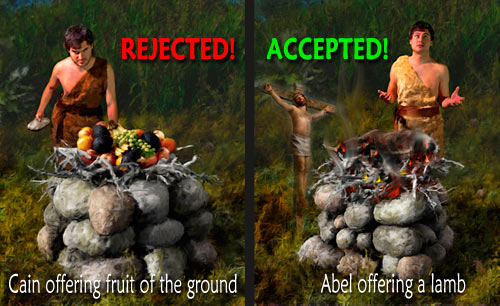 REJECTED!
Cain offering fruit of the ground
ACCEPTED!
Abel offering a lamb